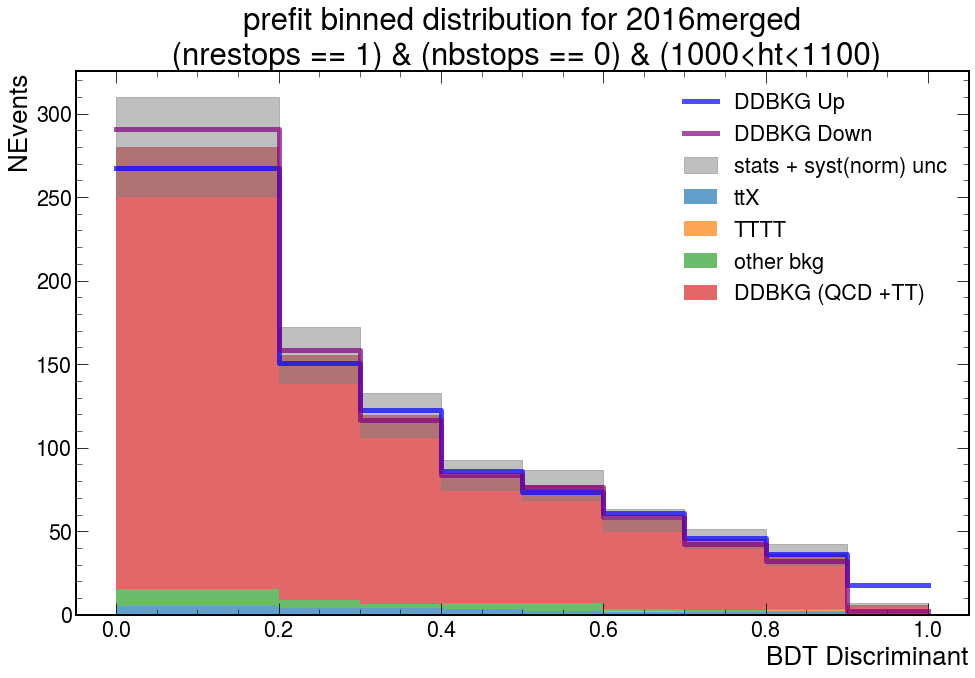 prefit binned distribution for 2016merged
(nrestops == 1) & (nbstops == 0) & (1000<ht<1100)
NEvents
300
250
200
150
100
50
0
DDBKG Up
DDBKG Down
stats + syst(norm) unc
ttX
TTTT
other bkg
DDBKG (QCD +TT)
0.0 0.2 0.4 0.6 0.8 1.0
BDT Discriminant